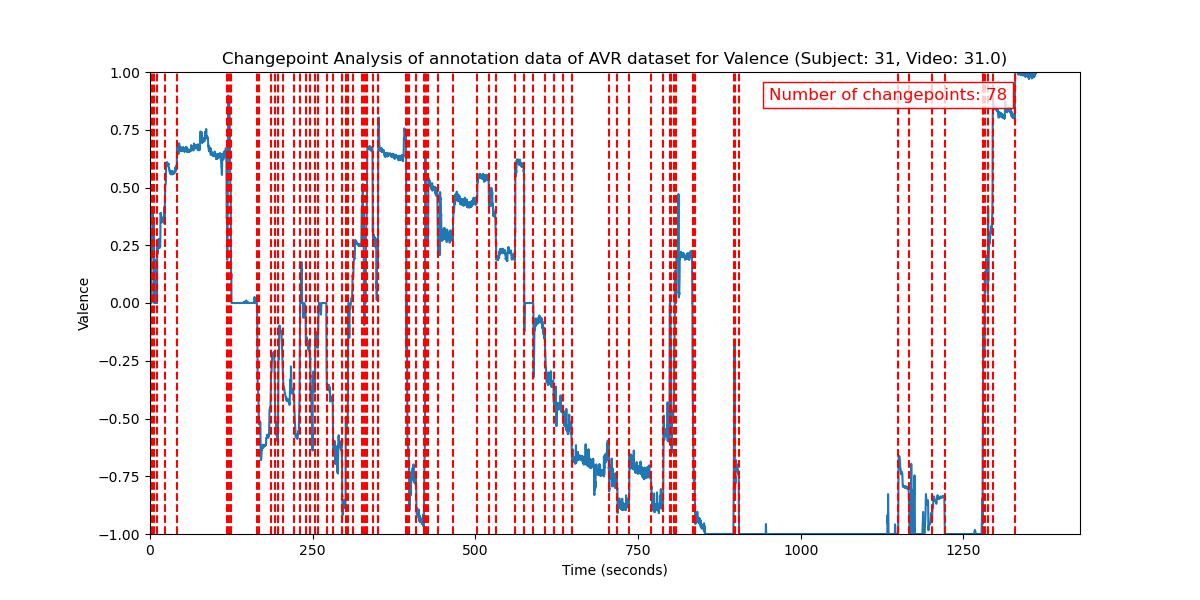 Changepoint Analysis of annotation data of AVR dataset for Valence (Subject: 31, Video: 31.0)
Number of changepoints: 78
Valence
1.00
0.75
0.50
0.25
0.00
−0.25
−0.50
−0.75
−1.00
0 250 500 750 1000 1250
Time (seconds)